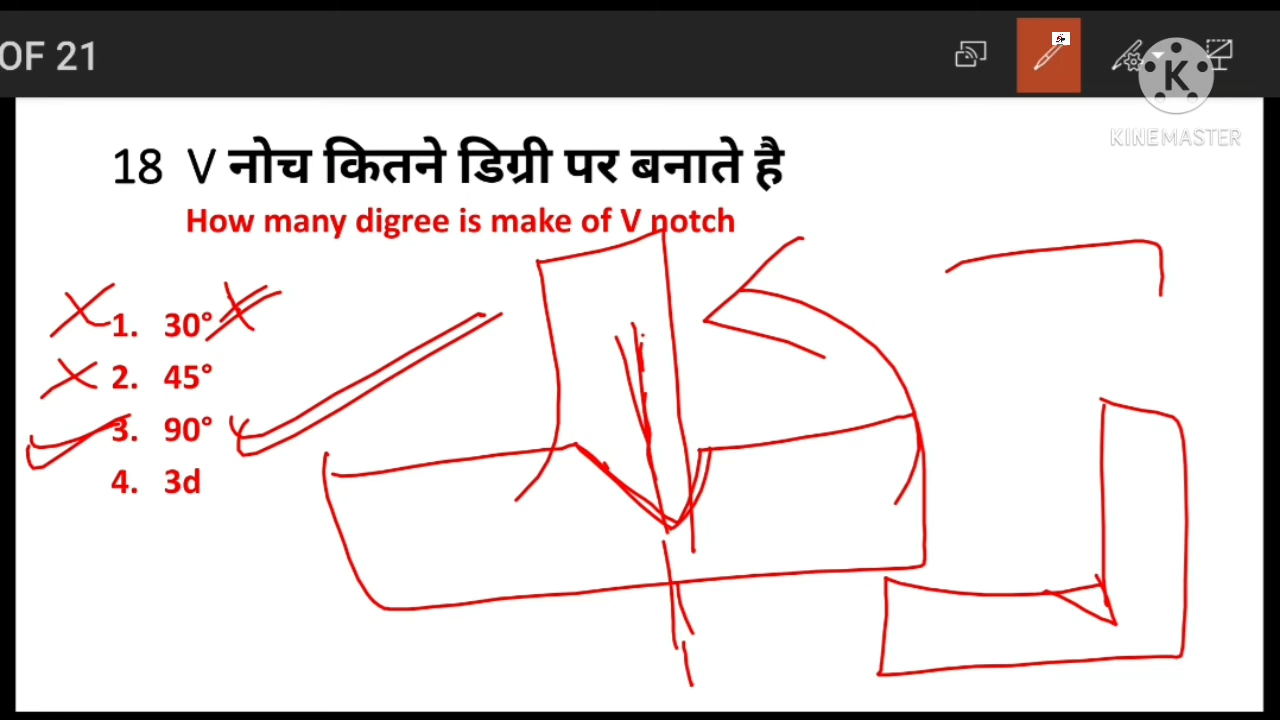 OF 21
K
KINEMASTER
18 V नोच कितने डिग्री पर बनाते है
How many digree is make of V notch
1. 30°
2. 45°
3. 90°
4. 3d